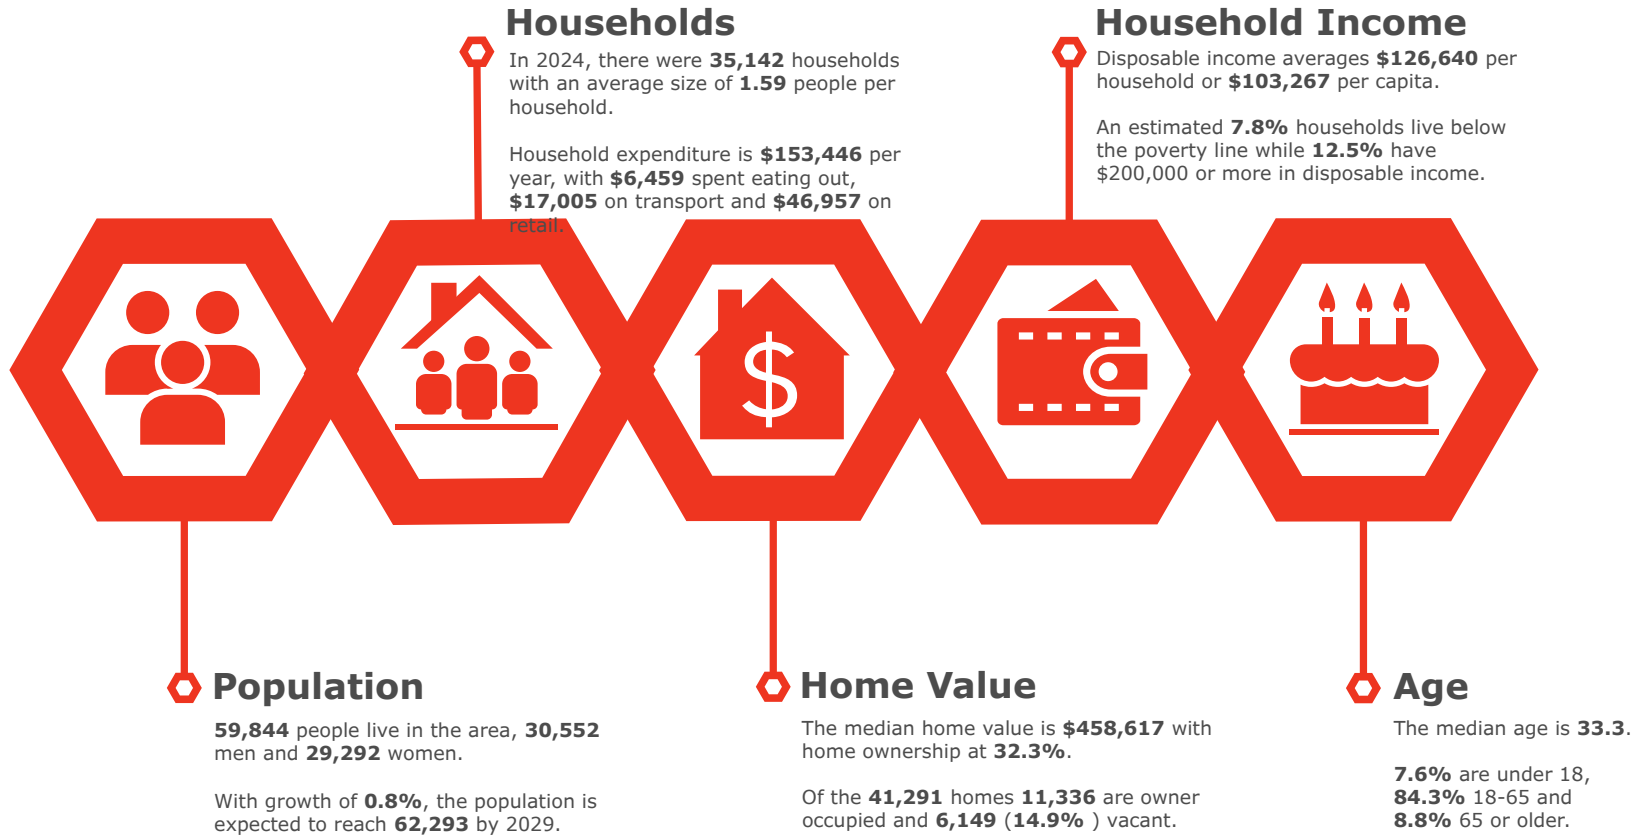 Households
In 2024, there were 35,142 households
with an average size of 1.59 people per
household.
Household expenditure is $153,446 per
year, with $6,459 spent eating out,
$17,005 on transport and $46,957 on
retail.
Household Income
Disposable income averages $126,640 per
household or $103,267 per capita.
An estimated 7.8% households live below
the poverty line while 12.5% have
$200,000 or more in disposable income.
$
Population
59,844 people live in the area, 30,552
men and 29,292 women.
With growth of 0.8%, the population is
expected to reach 62,293 by 2029.
Home Value
The median home value is $458,617 with
home ownership at 32.3%.
Of the 41,291 homes 11,336 are owner
occupied and 6,149 (14.9% ) vacant.
Age
The median age is 33.3.
7.6% are under 18,
84.3% 18-65 and
8.8% 65 or older.